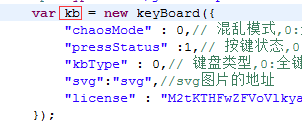 var kb = new keyBoard({
"chaosMode" : 0,// 混乱模式,0:
"pressStatus" :1,// 按键状态,0
"kbType" : 0,// 键盘类型,0:全键
"svg":"svg",//svg图片的地址
"license" : "M2tKTHFwZFVoVlkya
});